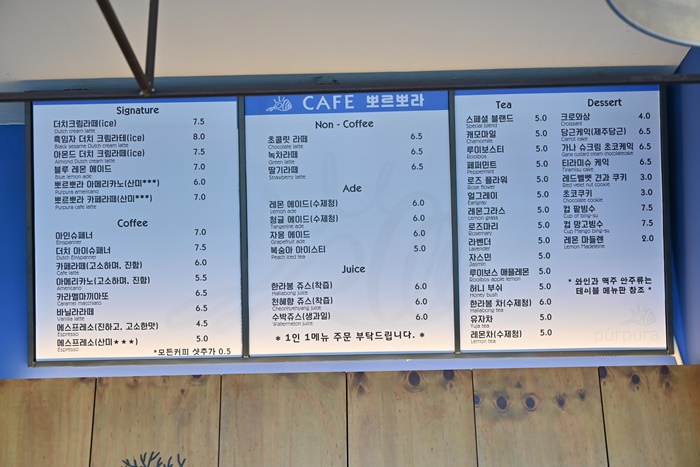 Signature
더치크림라떼(ice) 7.5
Dutch cream latte
흑임자 더치 크림라테(ice) 8.0
Black sesame Dutch cream latte
아몬드 더치 크림라떼(ice) 7.5
Almond Dutch cream latte
블루 레몬 에이드 7.0
Blue lemon ade
뽀르뽀라 아메리카노(산미***) 6.0
Purpura americano
뽀르뽀라 카페라떼(산미***) 7.0
Purpura cafe latte
Coffee
아인슈페너 7.0
Einspanner
더치 아이슈페너 7.5
Dutch Einspanner
카페라떼(고소하며, 진함) 6.0
Cafe latte
아메리카노(고소하며, 진함) 5.5
Americano
카라멜마끼아또 6.5
Caramel macchiato
바닐라라떼 6.5
Vanilla latte
에스프레소(진하고, 고소한맛) 4.5
Espresso
에스프레소(산미★★★) 5.0
Espresso
*모든커피 샷추가 0.5
CAFE 뽀르뽀라
Non - Coffee
초콜릿 라떼 6.5
Chocolate latte
녹차라떼 6.5
Green latte
딸기라떼 6.5
Strawberry latte
Ade
레몬 에이드(수제청) 6.0
Lemon ade
청귤 에이드(수제청) 6.0
Tangerine ade
자몽 에이드 6.0
Grapefruit ade
복숭아 아이스티 5.0
Peach iced tea
Juice
한라봉 쥬스(착즙) 6.0
Hallabong juice
천혜향 쥬스(착즙) 6.0
Cheonhyehyang juice
수박쥬스(생과일) 6.0
Watermelon juice
* 1인 1메뉴 주문 부탁드립니다. *
Tea
스페셜 블렌드 5.0
Special blend
캐모마일 5.0
Chamomile
루이보스티 5.0
Rooibos
페퍼민트 5.0
Peppermint
로즈 플라워 5.0
Rose flower
얼그레이 5.0
Earlgray
레몬그라스 5.0
Lemon grass
로즈마리 5.0
Rosemary
라벤더 5.0
Lavender
자스민 5.0
Jasmin
루이보스 애플레몬 5.0
Rooibos apple lemon
허니 부쉬 5.0
Honey bush
한라봉 차(수제청) 6.0
Hallabong tea
유자차 5.0
Yuja tea
레몬차(수제청) 5.0
Lemon tea
Dessert
크로와상 4.0
Croissant
당근케익(제주당근) 6.5
Carrot cake
가나 슈크림 초코케익 6.5
Gana custard cream chocolatecake
티라미슈 케익 6.5
Tiramisu cake
레드벨벳 견과 쿠키 3.0
Red velvet nut cookie
초코쿠키 3.0
Chocolate cookie
컵 팥빙수 7.5
Cup of bing-su
컵 망고빙수 7.5
Cup Mango bing-su
레몬 마들렌 2.0
Lemon Madeleine
* 와인과 맥주 안주류는
테이블 메뉴판 참조 *
purpura